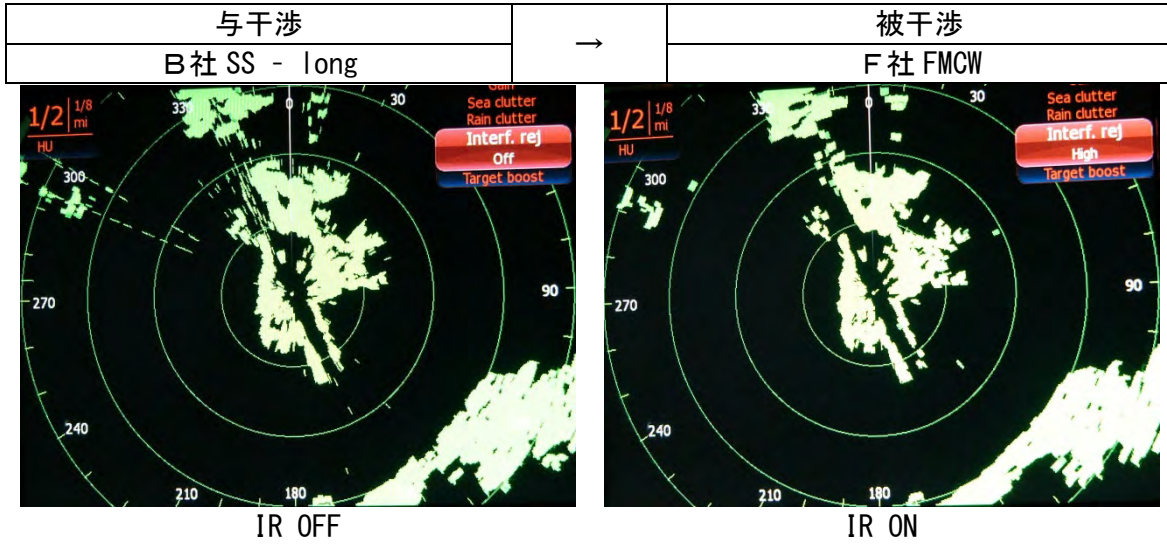 与干渉
→
被干渉
B社 SS - long
F社 FMCW
1/2 1/8 mi
HU
Gain
Sea clutter
Rain clutter
Interf. rej
Off
Target boost
330
0
30
300
270
90
240
210
180
1/2 1/8 mi
HU
Sea clutter
Rain clutter
Interf. rej
High
Target boost
0
30
300
270
90
240
210
180
IR OFF
IR ON